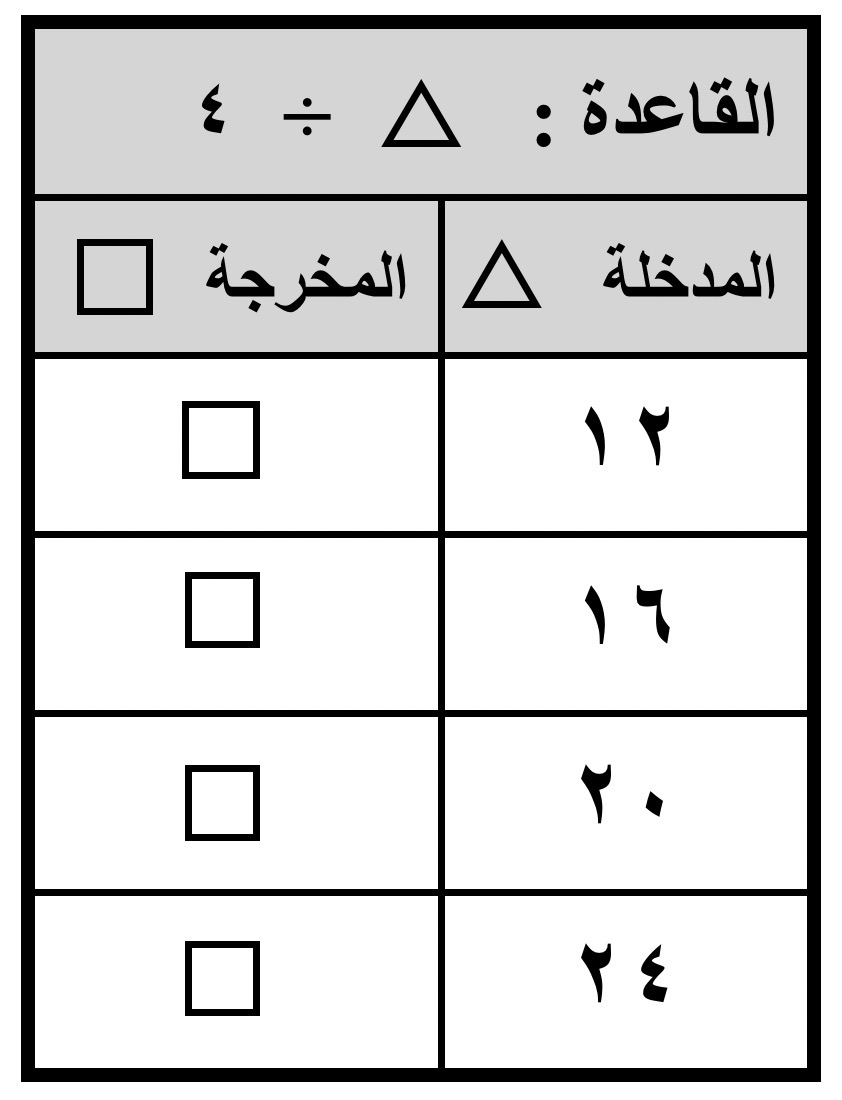 القاعدة : △ ÷ ٤
المدخلة △ المخرجة □
١٢ □
١٦ □
٢٠ □
٢٤ □